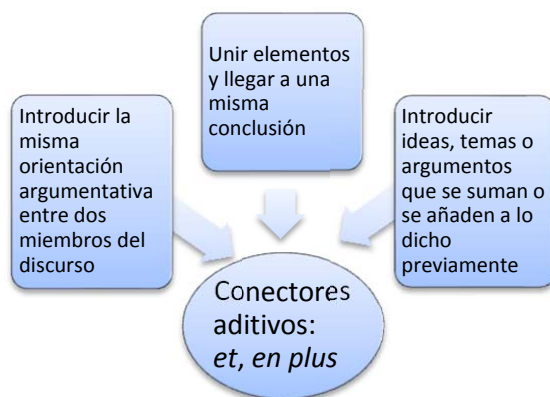 Unir elementos
y llegar a una
misma
conclusión
Introducir la
misma
orientación
argumentativa
entre dos
miembros del
discurso
Introducir
ideas, temas o
argumentos
que se suman o
se añaden a lo
dicho
previamente
Conectores
aditivos:
et, en plus